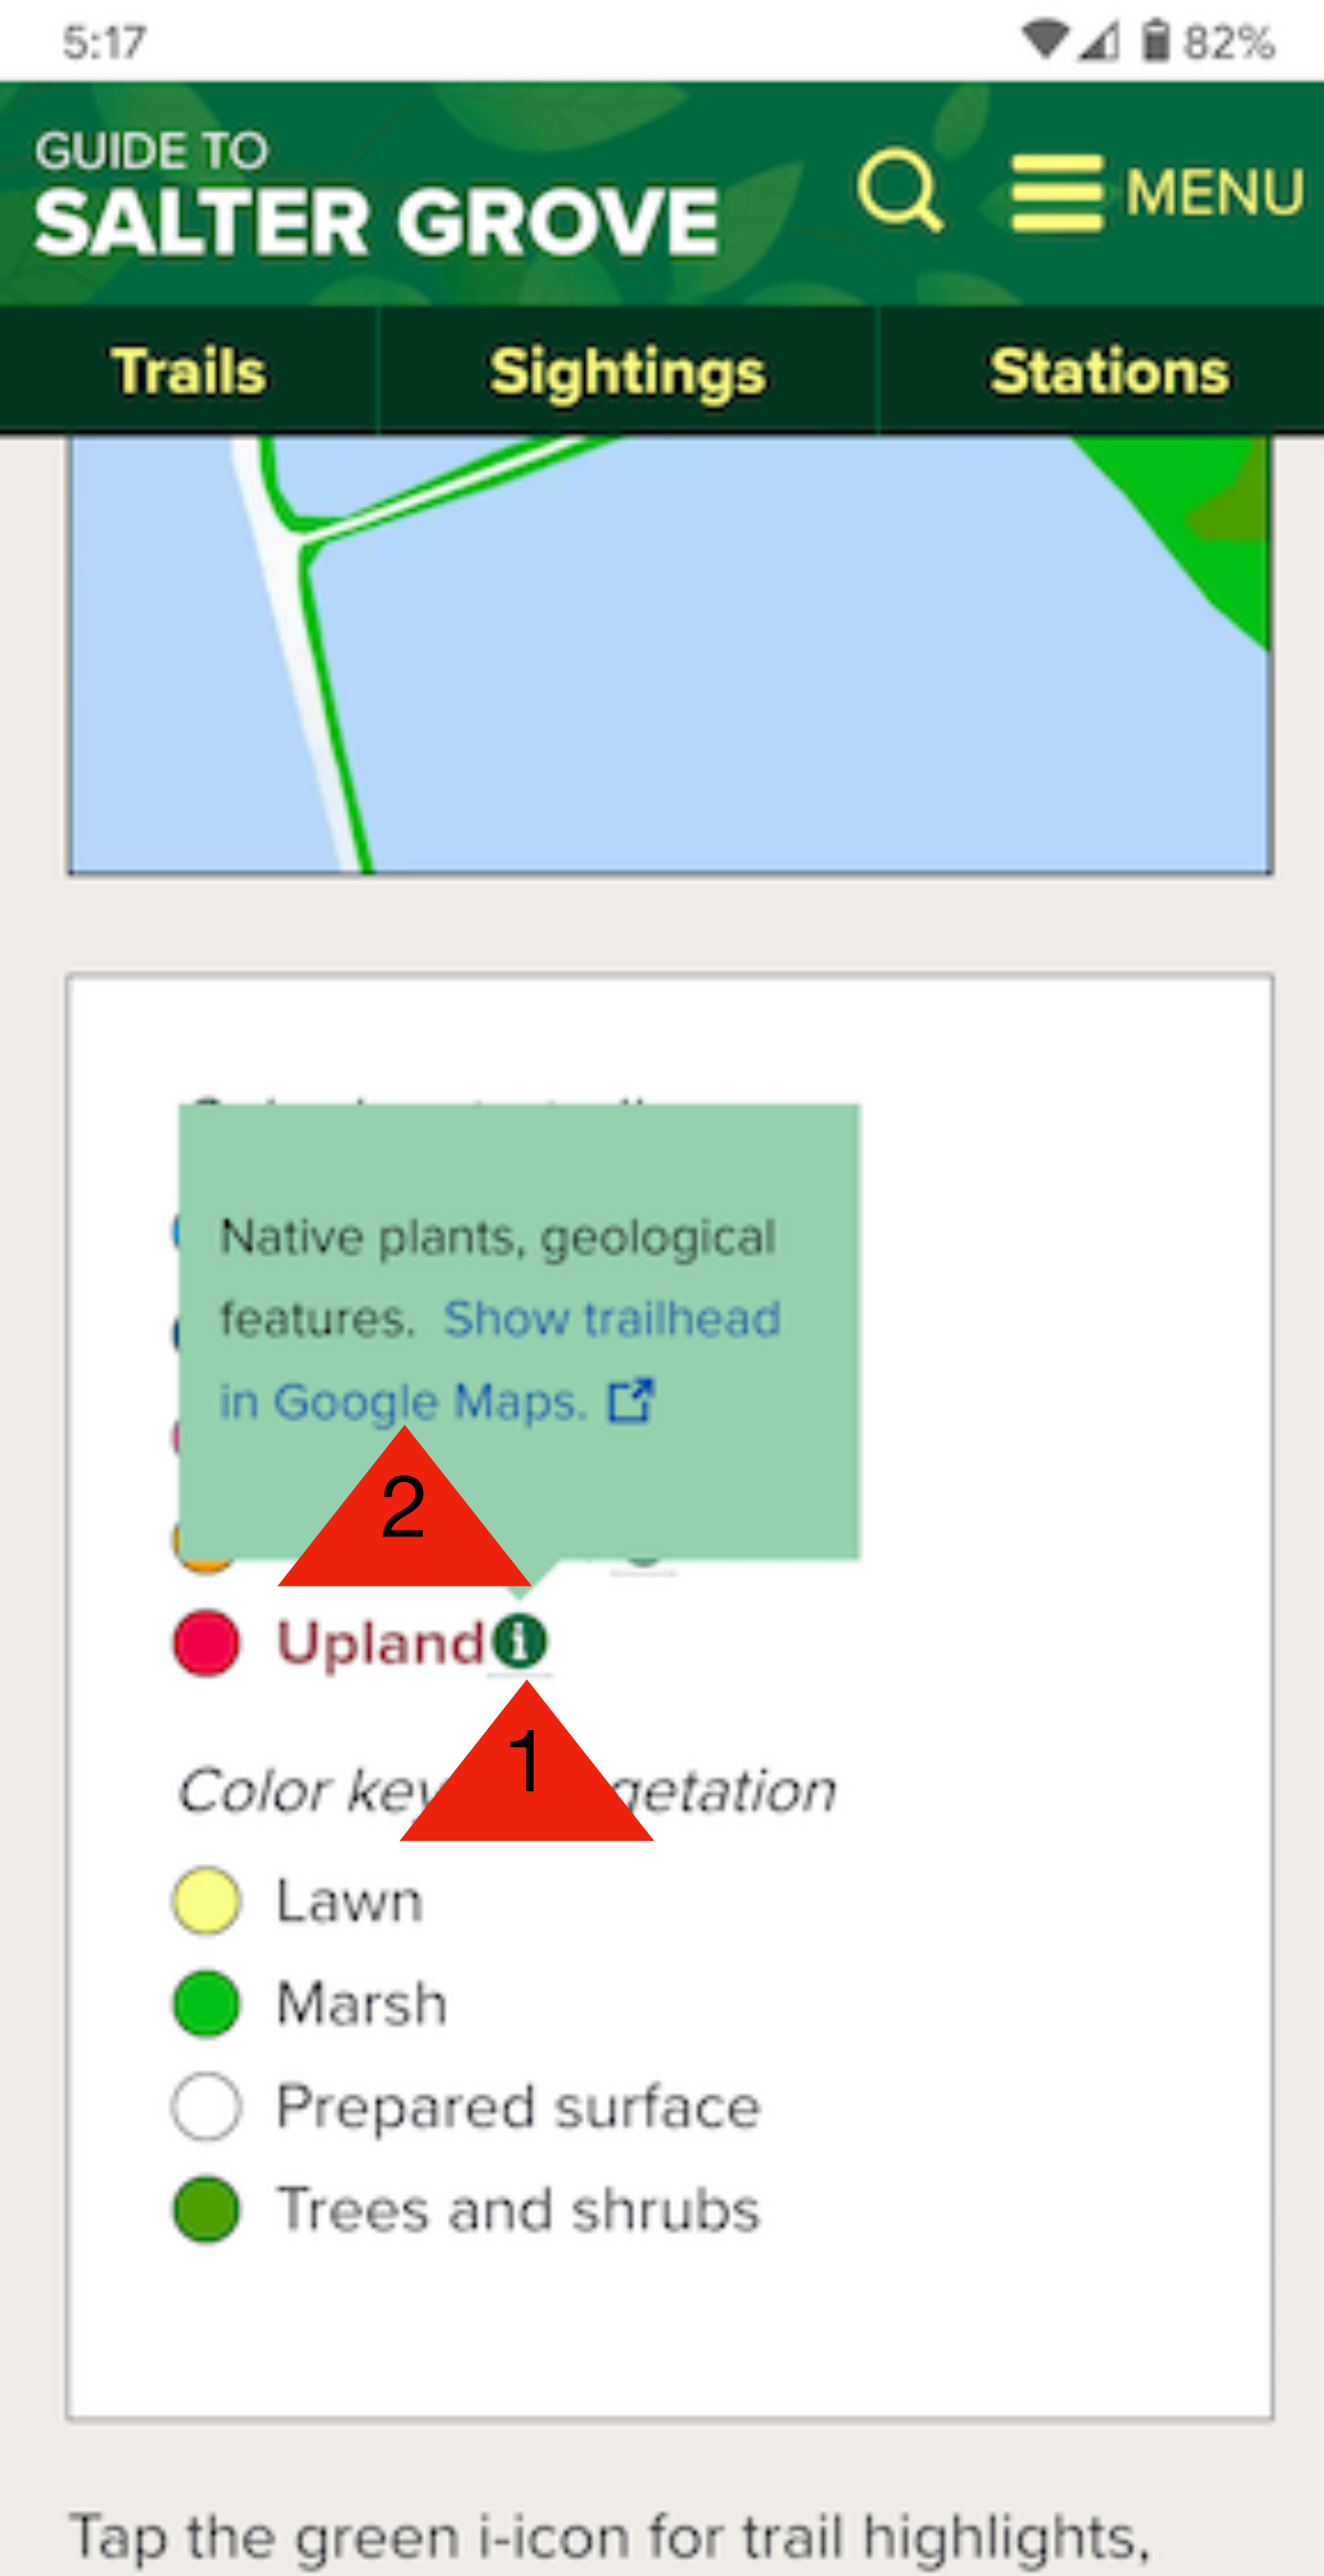 5:17
82%
GUIDE TO
SALTER GROVE
MENU
Trails
Sightings
Stations
Native plants, geological
features. Show trailhead
in Google Maps.
2
Upland
1
Color key getation
Lawn
Marsh
Prepared surface
Trees and shrubs
Tap the green i-icon for trail highlights,